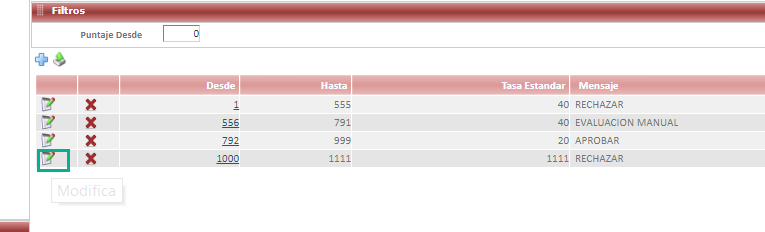 Filtros
Puntaje Desde 0
Desde Hasta Tasa Estandar Mensaje
1 555 40 RECHAZAR
556 791 40 EVALUACION MANUAL
792 999 20 APROBAR
1000 1111 1111 RECHAZAR
Modifica